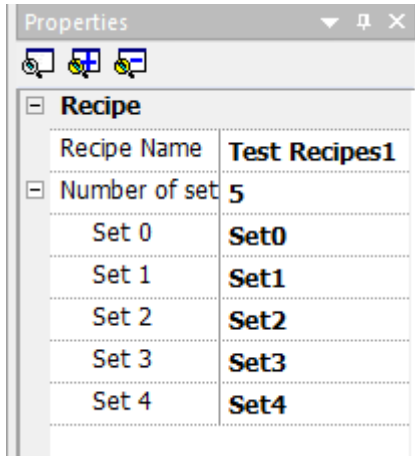 Properties
Recipe
Recipe Name Test Recipes1
Number of set 5
Set 0 Set0
Set 1 Set1
Set 2 Set2
Set 3 Set3
Set 4 Set4